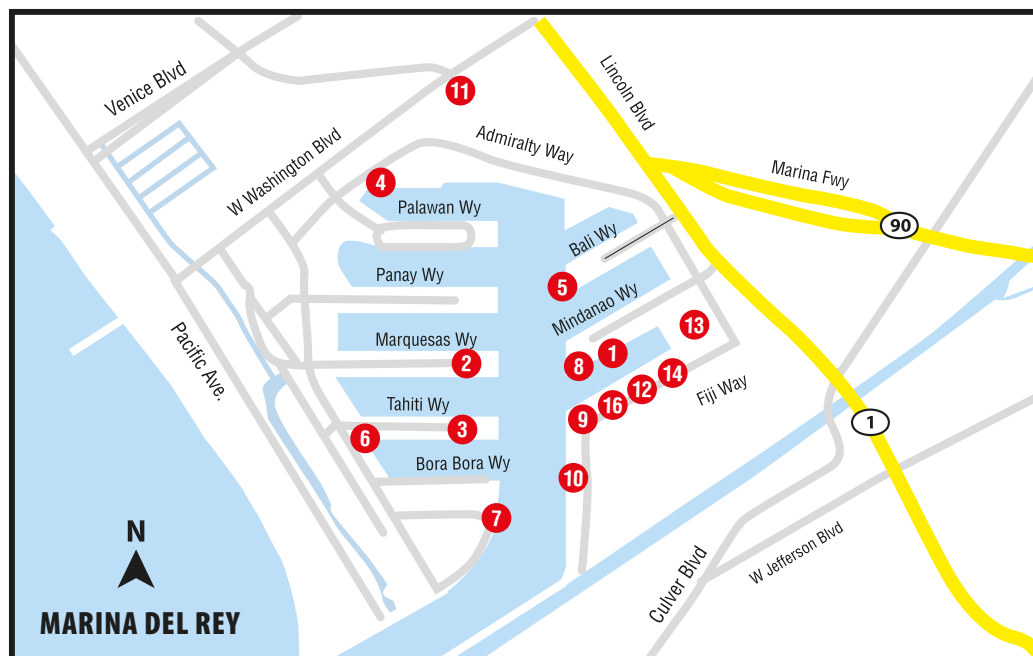 Venice Blvd
11
Lincoln Blvd
W Washington Blvd
Admiralty Way
Marina Fwy
4
Palawan Wy
90
Bali Wy
Panay Wy
5
Mindanao Wy
13
Pacific Ave.
Marquesas Wy
2
8
1
14
12
Fiji Way
16
Tahiti Wy
9
1
3
6
Bora Bora Wy
10
7
N
MARINA DEL REY
Culver Blvd
W Jefferson Blvd